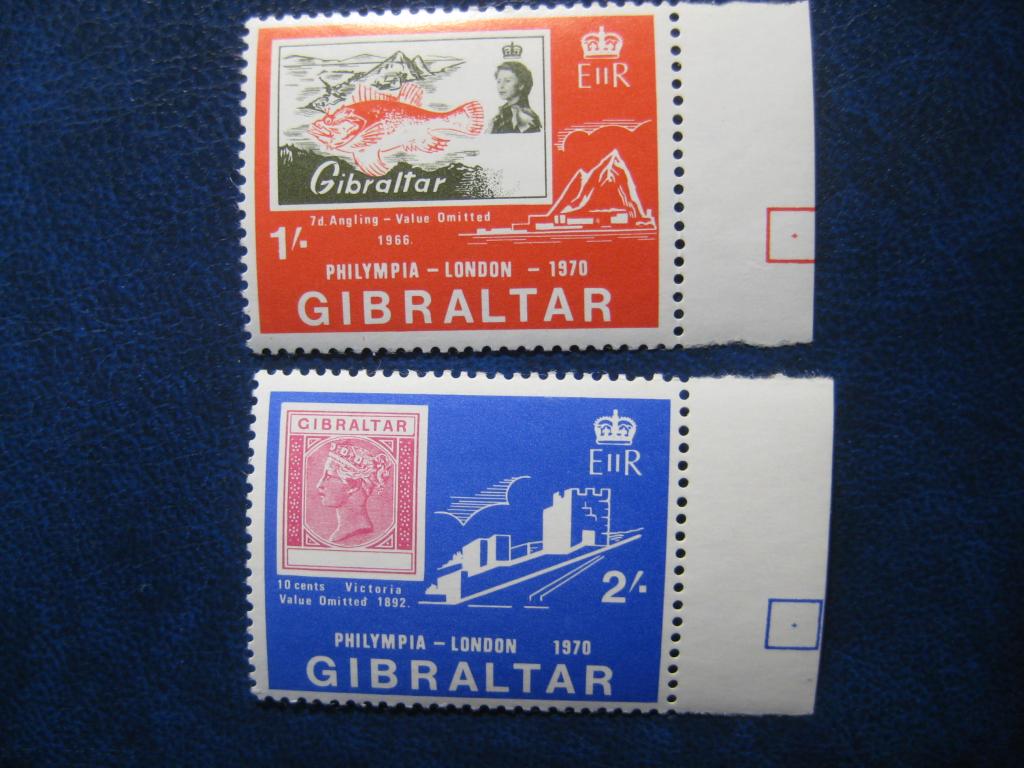 EIIR
Gibraltar
7d. Angling – Value Omitted
1966.
1/-
PHILYMPIA – LONDON – 1970
GIBRALTAR
GIBRALTAR
EIIR
10 cents Victoria
Value Omitted 1892.
2/-
PHILYMPIA – LONDON 1970
GIBRALTAR